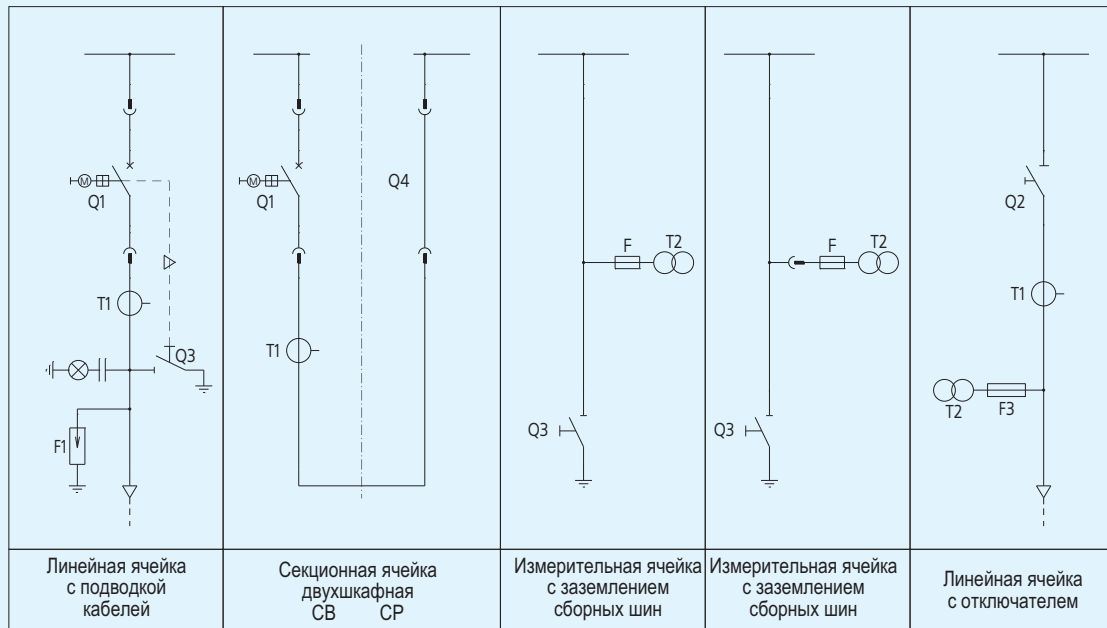 M
Q1
T1
Q3
F1
Линейная ячейка
с подводкой
кабелей
M
Q1
Q4
T1
Секционная ячейка
двухшкафная
СВ СР
F
T2
Q3
Измерительная ячейка
с заземлением
сборных шин
F
T2
Q3
Измерительная ячейка
с заземлением
сборных шин
Q2
T1
T2
F3
Линейная ячейка
с отключателем